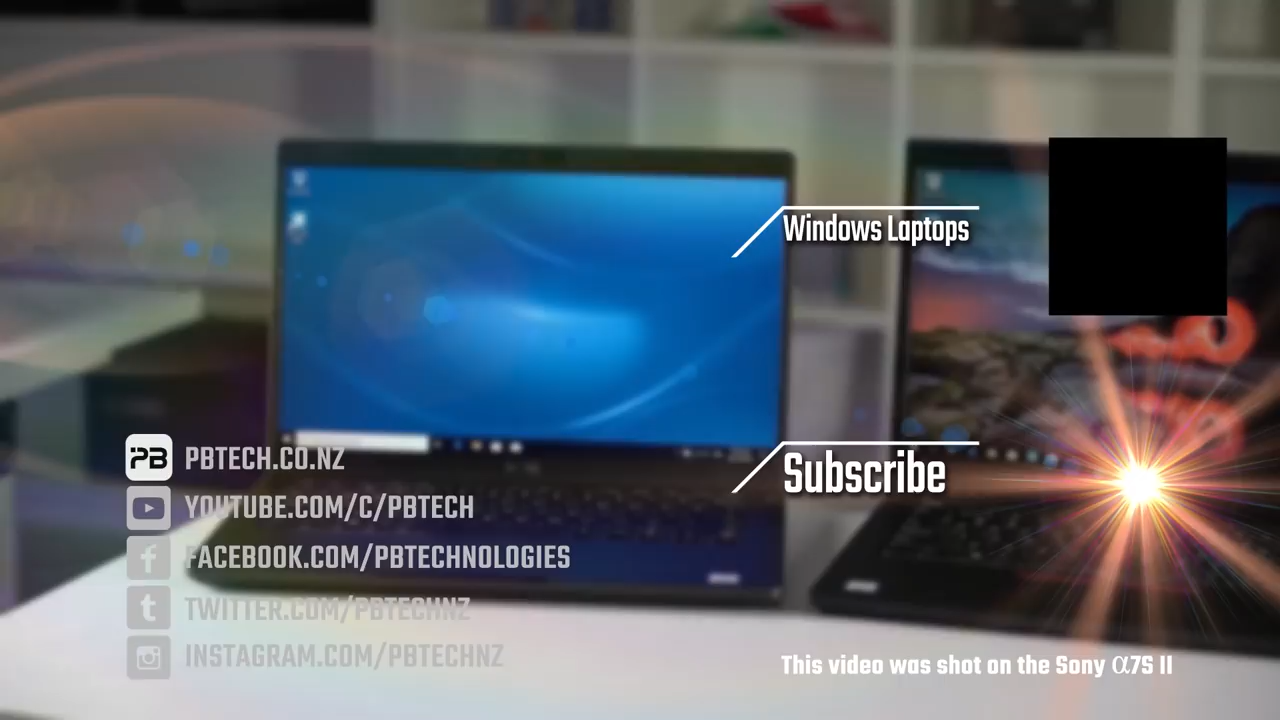 Windows Laptops
PB
PBTECH.CO.NZ
Subscribe
YOUTUBE.COM/C/PBTECH
FACEBOOK.COM/PBTECHNOLOGIES
TWITTER.COM/PBTECHNZ
INSTAGRAM.COM/PBTECHNZ
This video was shot on the Sony α7S II